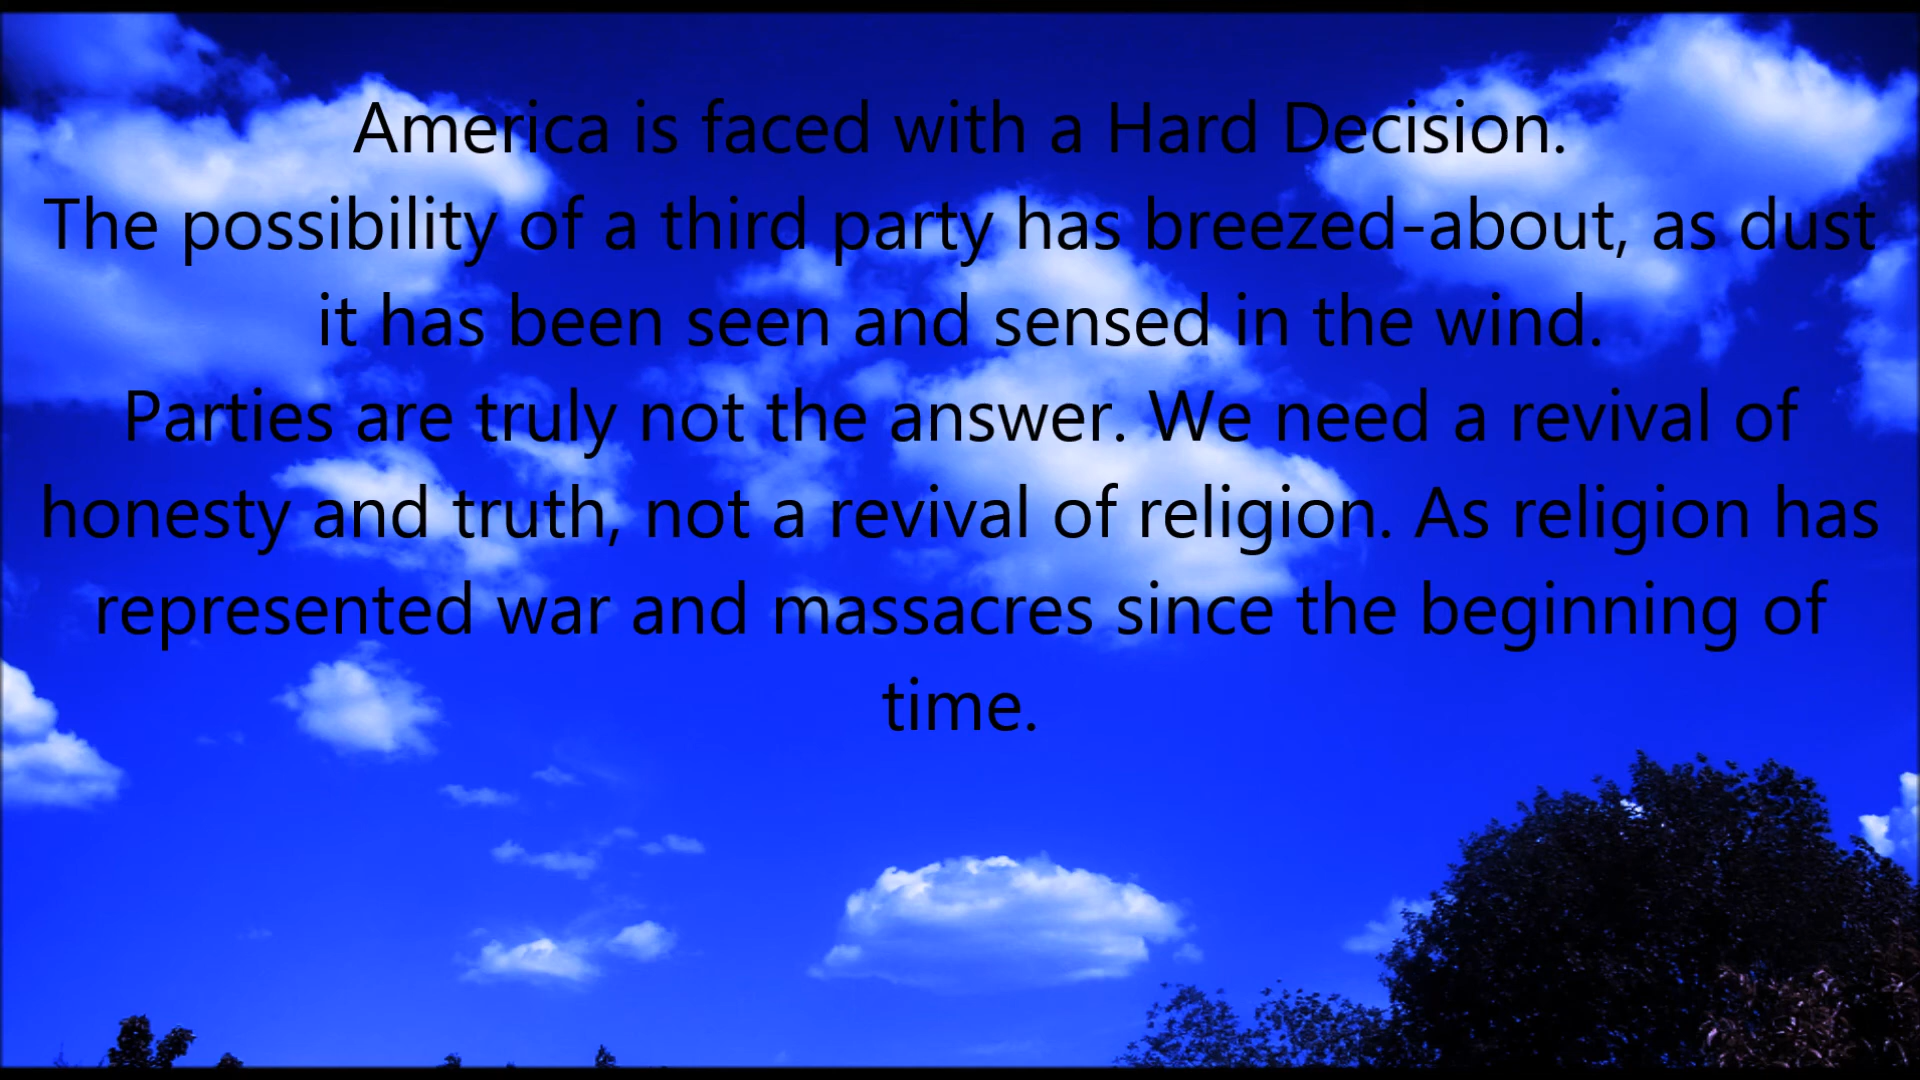 America is faced with a Hard Decision.
The possibility of a third party has breezed-about, as dust
it has been seen and sensed in the wind.
Parties are truly not the answer. We need a revival of
honesty and truth, not a revival of religion. As religion has
represented war and massacres since the beginning of
time.